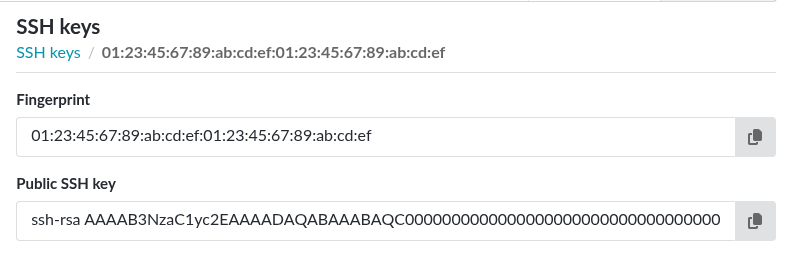 SSH keys
SSH keys / 01:23:45:67:89:ab:cd:ef:01:23:45:67:89:ab:cd:ef
Fingerprint
01:23:45:67:89:ab:cd:ef:01:23:45:67:89:ab:cd:ef
Public SSH key
ssh-rsa AAAAB3NzaC1yc2EAAAADAQABAAABAQC00000000000000000000000000000000000